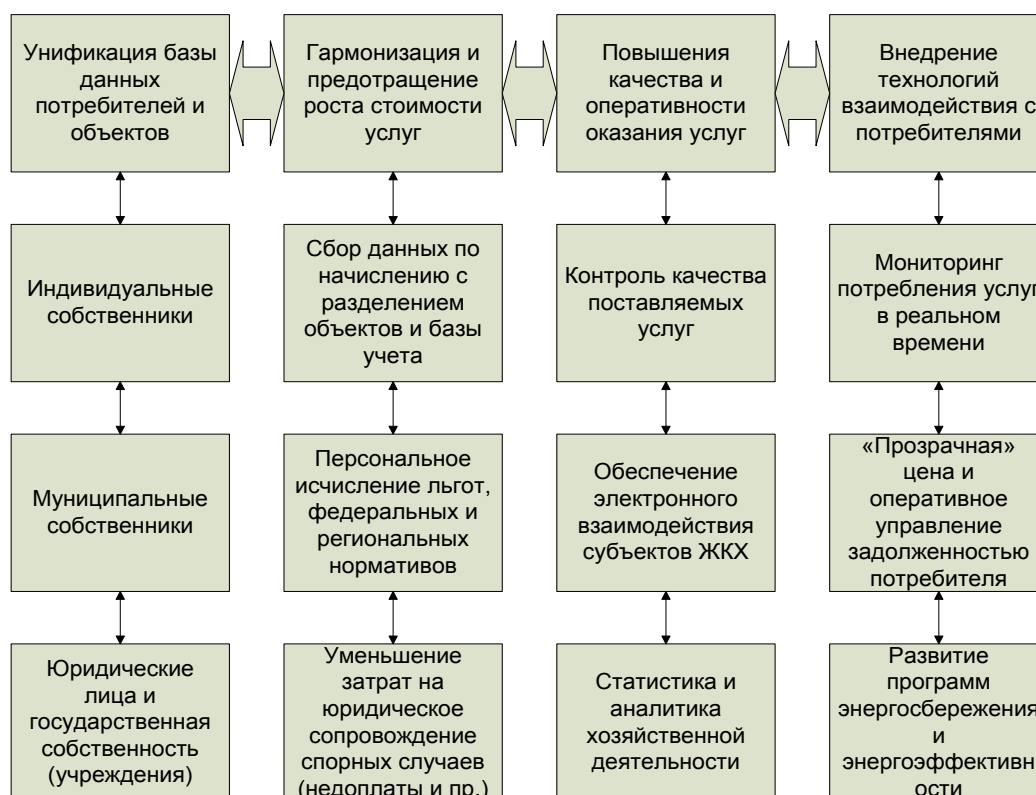 Унификация базы
данных
потребителей и
объектов
Гармонизация и
предотращение
роста стоимости
услуг
Повышения
качества и
оперативности
оказания услуг
Внедрение
технологий
взаимодействия с
потребителями
Индивидуальные
собственники
Сбор данных по
начислению с
разделением
объектов и базы
учета
Контроль качества
поставляемых
услуг
Мониторинг
потребления услуг
в реальном
времени
Муниципальные
собственники
Персональное
исчисление льгот,
федеральных и
региональных
нормативов
Обеспечение
электронного
взаимодействия
субъектов ЖКХ
«Прозрачная»
цена и
оперативное
управление
задолженностью
потребителя
Юридические
лица и
государственная
собственность
(учреждения)
Уменьшение
затрат на
юридическое
сопровождение
спорных случаев
(недоплаты и пр.)
Статистика и
аналитика
хозяйственной
деятельности
Развитие
программ
энергосбережения
и
энергоэффективн
ости